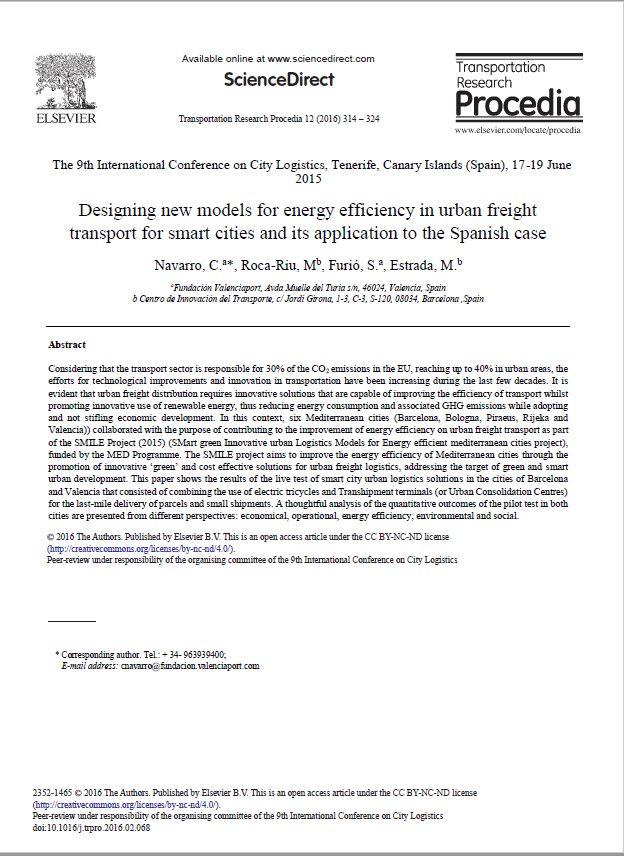 Available online at www.sciencedirect.com
ScienceDirect
Transportation Research Procedia 12 (2016) 314 – 324
ELSEVIER
Transportation
Research
Procedia
www.elsevier.com/locate/procedia
The 9th International Conference on City Logistics, Tenerife, Canary Islands (Spain), 17-19 June
2015
Designing new models for energy efficiency in urban freight
transport for smart cities and its application to the Spanish case
Navarro, C.a*, Roca-Riu, Mb, Furió, S.a, Estrada, M.b
aFundación Valenciaport, Avda Muelle del Turia s/n, 46024, Valencia, Spain
b Centro de Innovación del Transporte, c/ Jordi Girona, 1-3, C-3, S-120, 08034, Barcelona ,Spain
Abstract
Considering that the transport sector is responsible for 30% of the CO2 emissions in the EU, reaching up to 40% in urban areas, the
efforts for technological improvements and innovation in transportation have been increasing during the last few decades. It is
evident that urban freight distribution requires innovative solutions that are capable of improving the efficiency of transport whilst
promoting innovative use of renewable energy, thus reducing energy consumption and associated GHG emissions while adopting
and not stifling economic development. In this context, six Mediterranean cities (Barcelona, Bologna, Piraeus, Rijeka and
Valencia)) collaborated with the purpose of contributing to the improvement of energy efficiency on urban freight transport as part
of the SMILE Project (2015) (SMart green Innovative urban Logistics Models for Energy efficient mediterranean cities project),
funded by the MED Programme. The SMILE project aims to improve the energy efficiency of Mediterranean cities through the
promotion of innovative ‘green’ and cost effective solutions for urban freight logistics, addressing the target of green and smart
urban development. This paper shows the results of the live test of smart city urban logistics solutions in the cities of Barcelona
and Valencia that consisted of combining the use of electric tricycles and Transhipment terminals (or Urban Consolidation Centres)
for the last-mile delivery of parcels and small shipments. A thoughtful analysis of the quantitative outcomes of the pilot test in both
cities are presented from different perspectives: economical, operational, energy efficiency, environmental and social.
© 2016 The Authors. Published by Elsevier B.V. This is an open access article under the CC BY-NC-ND license
(http://creativecommons.org/licenses/by-nc-nd/4.0/).
Peer-review under responsibility of the organising committee of the 9th International Conference on City Logistics
* Corresponding author. Tel.: + 34- 963939400;
E-mail address: cnavarro@fundacion.valenciaport.com
2352-1465 © 2016 The Authors. Published by Elsevier B.V. This is an open access article under the CC BY-NC-ND license
(http://creativecommons.org/licenses/by-nc-nd/4.0/).
Peer-review under responsibility of the organising committee of the 9th International Conference on City Logistics
doi:10.1016/j.trpro.2016.02.068